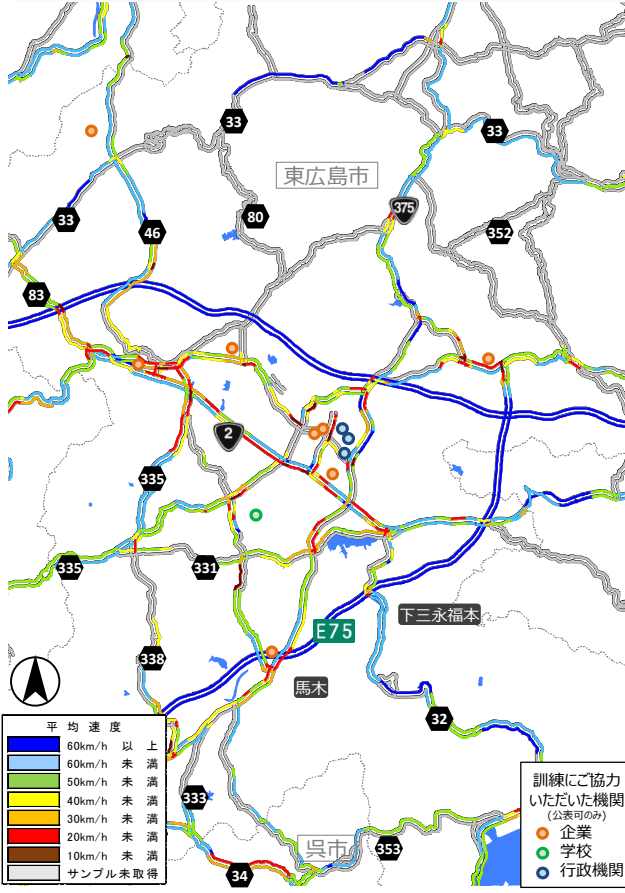 33
33
東広島市
33
46
80
375
352
83
2
335
335
331
E75
下三永福本
馬木
338
32
333
34
呉市
353
平均速度
60km/h 以上
60km/h 未満
50km/h 未満
40km/h 未満
30km/h 未満
20km/h 未満
10km/h 未満
サンプル未取得
訓練にご協力
いただいた機関
(公表可のみ)
企業
学校
行政機関